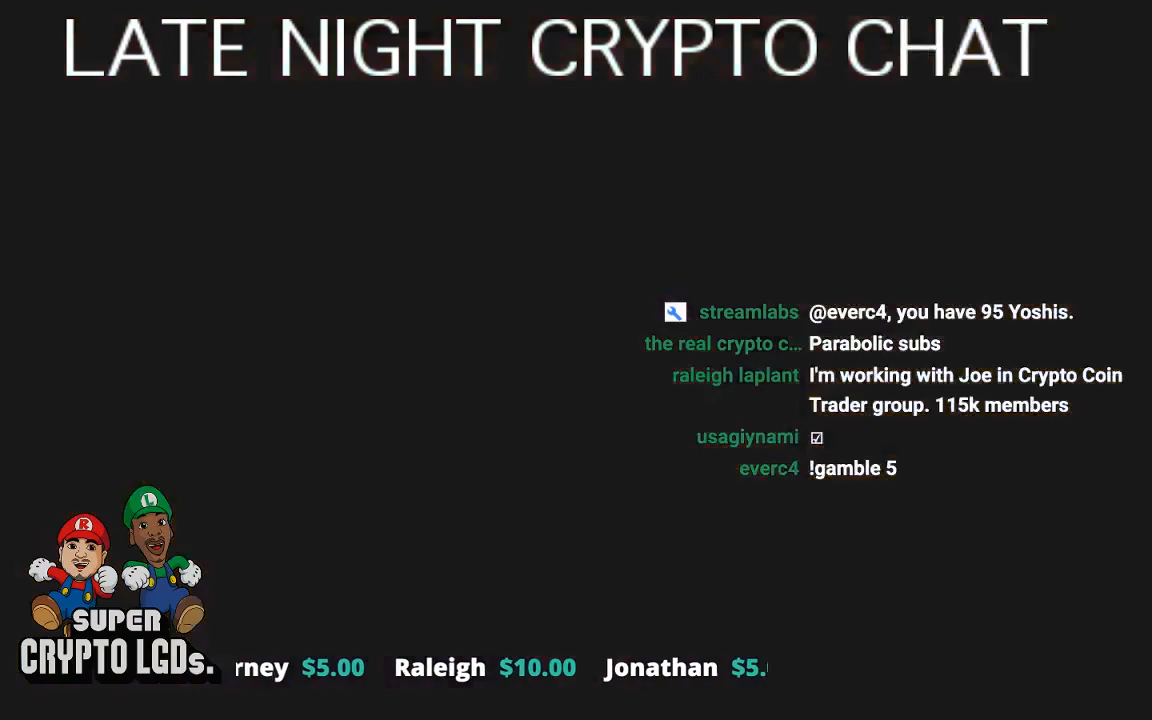 LATE NIGHT CRYPTO CHAT
streamlabs @everc4, you have 95 Yoshis.
the real crypto c... Parabolic subs
raleigh laplant I'm working with Joe in Crypto Coin
Trader group. 115k members
usagiynami ☑
everc4 !gamble 5
R
L
SUPER
CRYPTO LGDs.
rney $5.00 Raleigh $10.00 Jonathan $5.